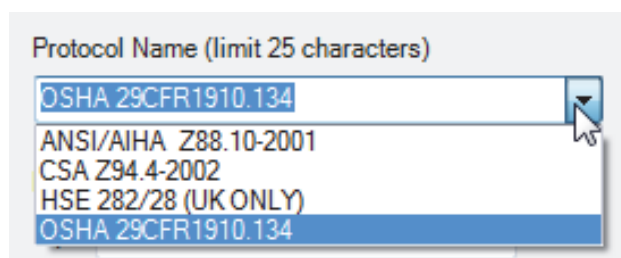 Protocol Name (limit 25 characters)
OSHA 29CFR1910.134
ANSI/AIHA  Z88.10-2001
CSA Z94.4-2002
HSE 282/28 (UK ONLY)
OSHA 29CFR1910.134